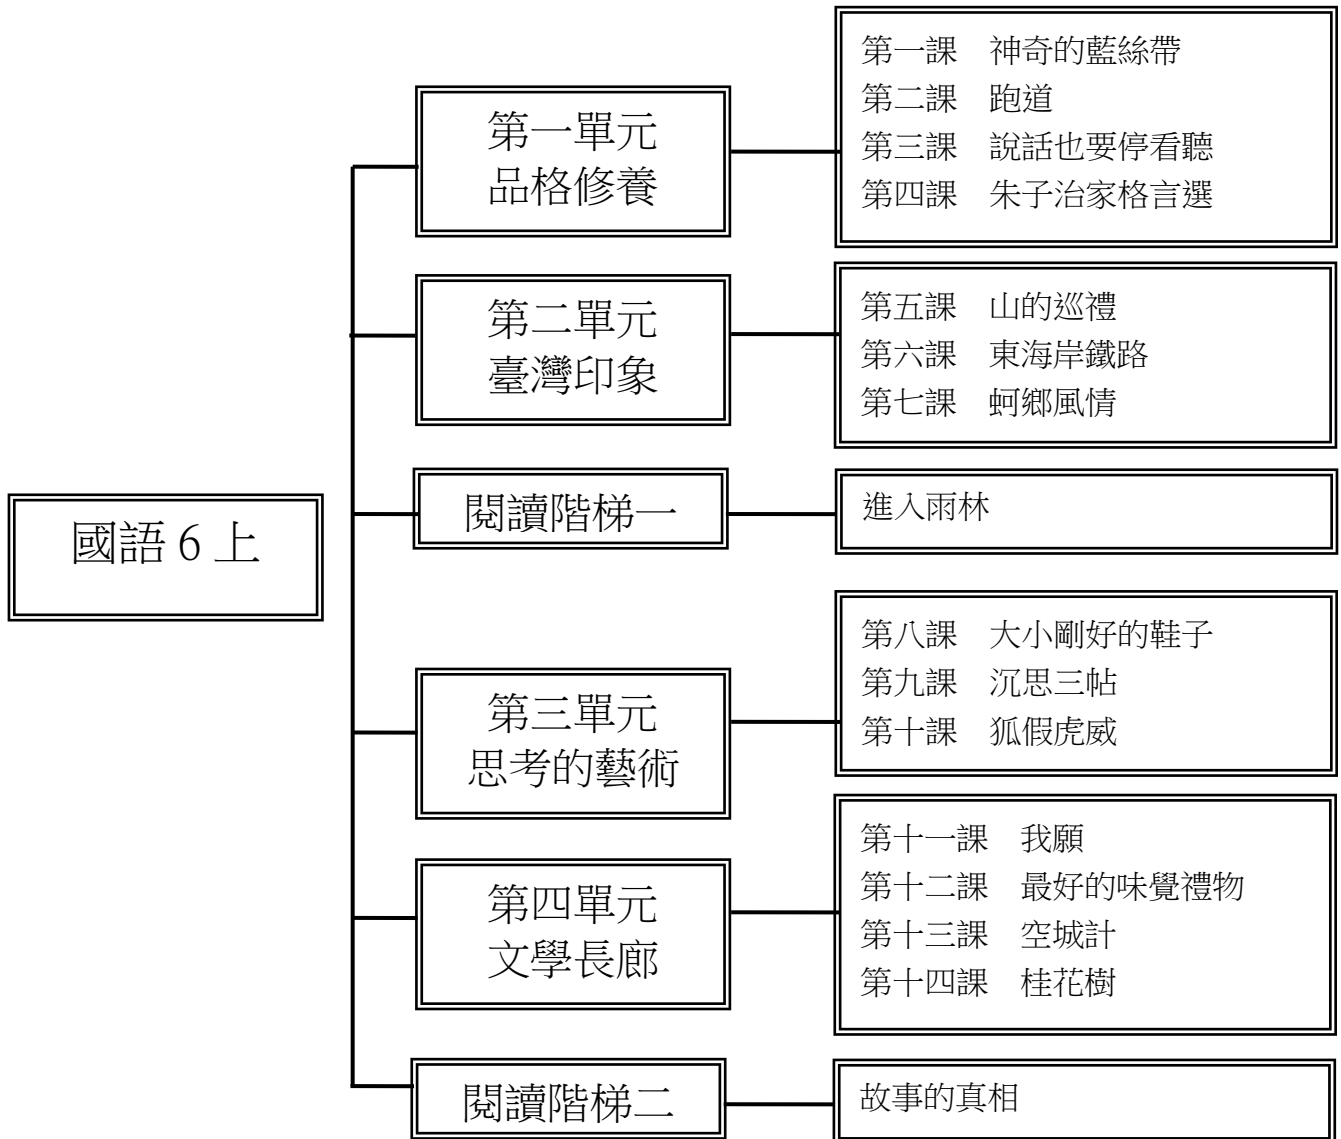 國語 6 上
第一單元
品格修養
第一課　神奇的藍絲帶
第二課　跑道
第三課　說話也要停看聽
第四課　朱子治家格言選
第二單元
臺灣印象
第五課　山的巡禮
第六課　東海岸鐵路
第七課　蚵鄉風情
閱讀階梯一
進入雨林
第三單元
思考的藝術
第八課　大小剛好的鞋子
第九課　沉思三帖
第十課　狐假虎威
第四單元
文學長廊
第十一課　我願
第十二課　最好的味覺禮物
第十三課　空城計
第十四課　桂花樹
閱讀階梯二
故事的真相